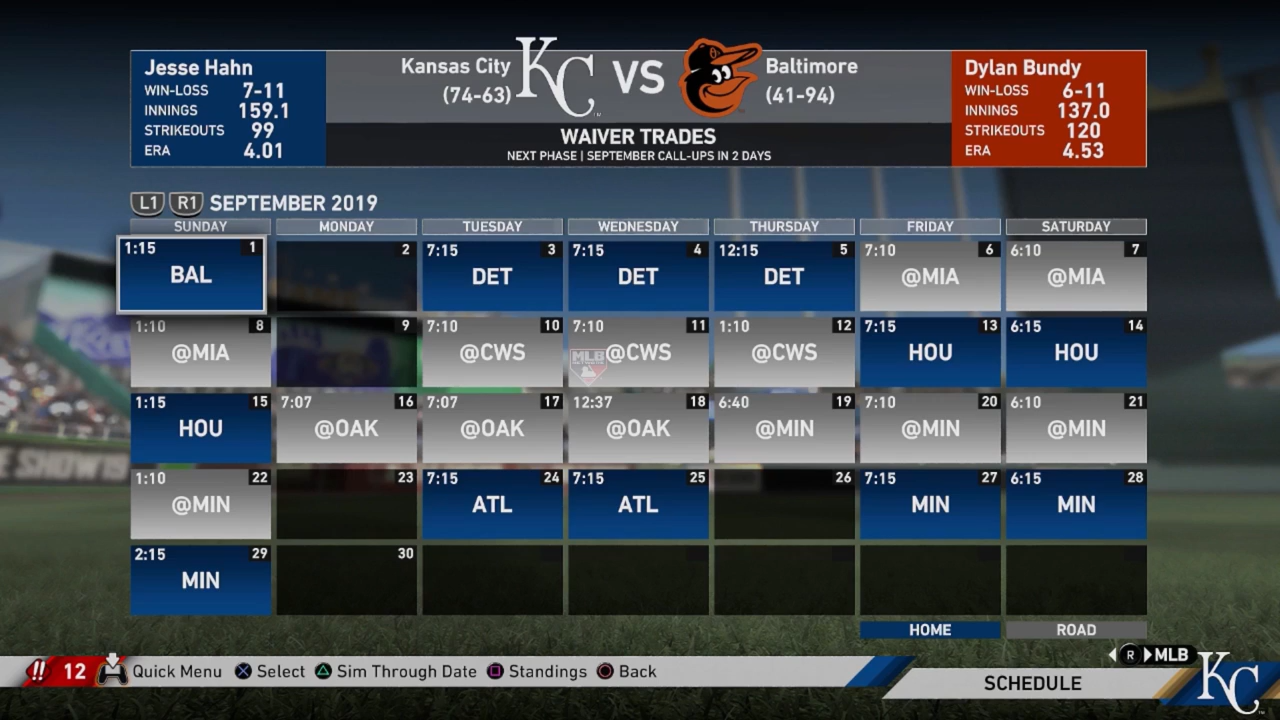 Jesse Hahn
WIN-LOSS 7-11
INNINGS 159.1
STRIKEOUTS 99
ERA 4.01
Kansas City
(74-63)
KC
VS
Baltimore
(41-94)
WAIVER TRADES
NEXT PHASE | SEPTEMBER CALL-UPS IN 2 DAYS
Dylan Bundy
WIN-LOSS 6-11
INNINGS 137.0
STRIKEOUTS 120
ERA 4.53
L1 R1 SEPTEMBER 2019
SUNDAY MONDAY TUESDAY WEDNESDAY THURSDAY FRIDAY SATURDAY
1:15 1 2 7:15 3 7:15 4 12:15 5 7:10 6 6:10 7
BAL DET DET DET @MIA @MIA
1:10 8 9 7:10 10 7:10 11 1:10 12 7:15 13 6:15 14
@MIA @CWS @CWS @CWS HOU HOU
MLB
1:15 15 7:07 16 7:07 17 12:37 18 6:40 19 7:10 20 6:10 21
HOU @OAK @OAK @OAK @MIN @MIN @MIN
1:10 22 23 7:15 24 7:15 25 26 7:15 27 6:15 28
@MIN ATL ATL MIN MIN
2:15 29 30
MIN
HOME ROAD
E SHOW19
R MLB
!! 12 Quick Menu Select Sim Through Date Standings Back
SCHEDULE
KC